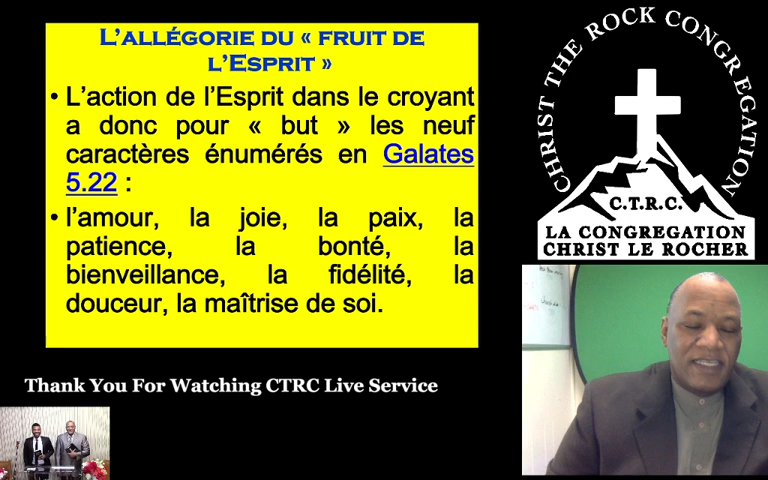 L'ALLÉGORIE DU « FRUIT DE
L'ESPRIT »
• L'action de l'Esprit dans le croyant
a donc pour « but » les neuf
caractères énumérés en Galates
5.22 :
• l'amour, la joie, la paix, la
patience, la bonté, la
bienveillance, la fidélité, la
douceur, la maîtrise de soi.
Thank You For Watching CTRC Live Service
CHRIST THE ROCK CONGREGATION
C.T.R.C.
LA CONGREGATION
CHRIST LE ROCHER